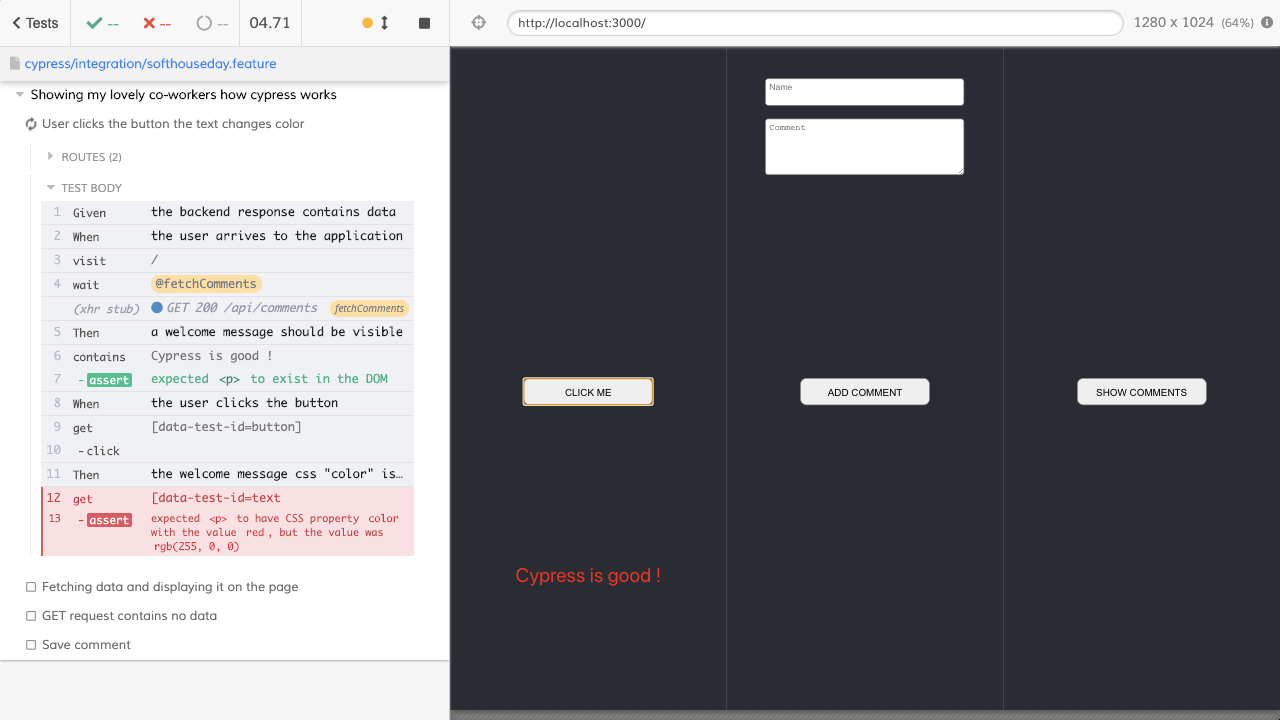 Tests
--
--
--
04.71
http://localhost:3000/
1280 x 1024 (64%)
cypress/integration/softhouseday.feature
Showing my lovely co-workers how cypress works
User clicks the button the text changes color
ROUTES (2)
TEST BODY
1 Given the backend response contains data
2 When the user arrives to the application
3 visit /
4 wait @fetchComments
(xhr stub) GET 200 /api/comments fetchComments
5 Then a welcome message should be visible
6 contains Cypress is good !
7 - assert expected <p> to exist in the DOM
8 When the user clicks the button
9 get [data-test-id=button]
10 - click
11 Then the welcome message css "color" is…
12 get [data-test-id=text
13 - assert expected <p> to have CSS property color
with the value red, but the value was
rgb(255, 0, 0)
Fetching data and displaying it on the page
GET request contains no data
Save comment
Name
Comment
CLICK ME
ADD COMMENT
SHOW COMMENTS
Cypress is good !